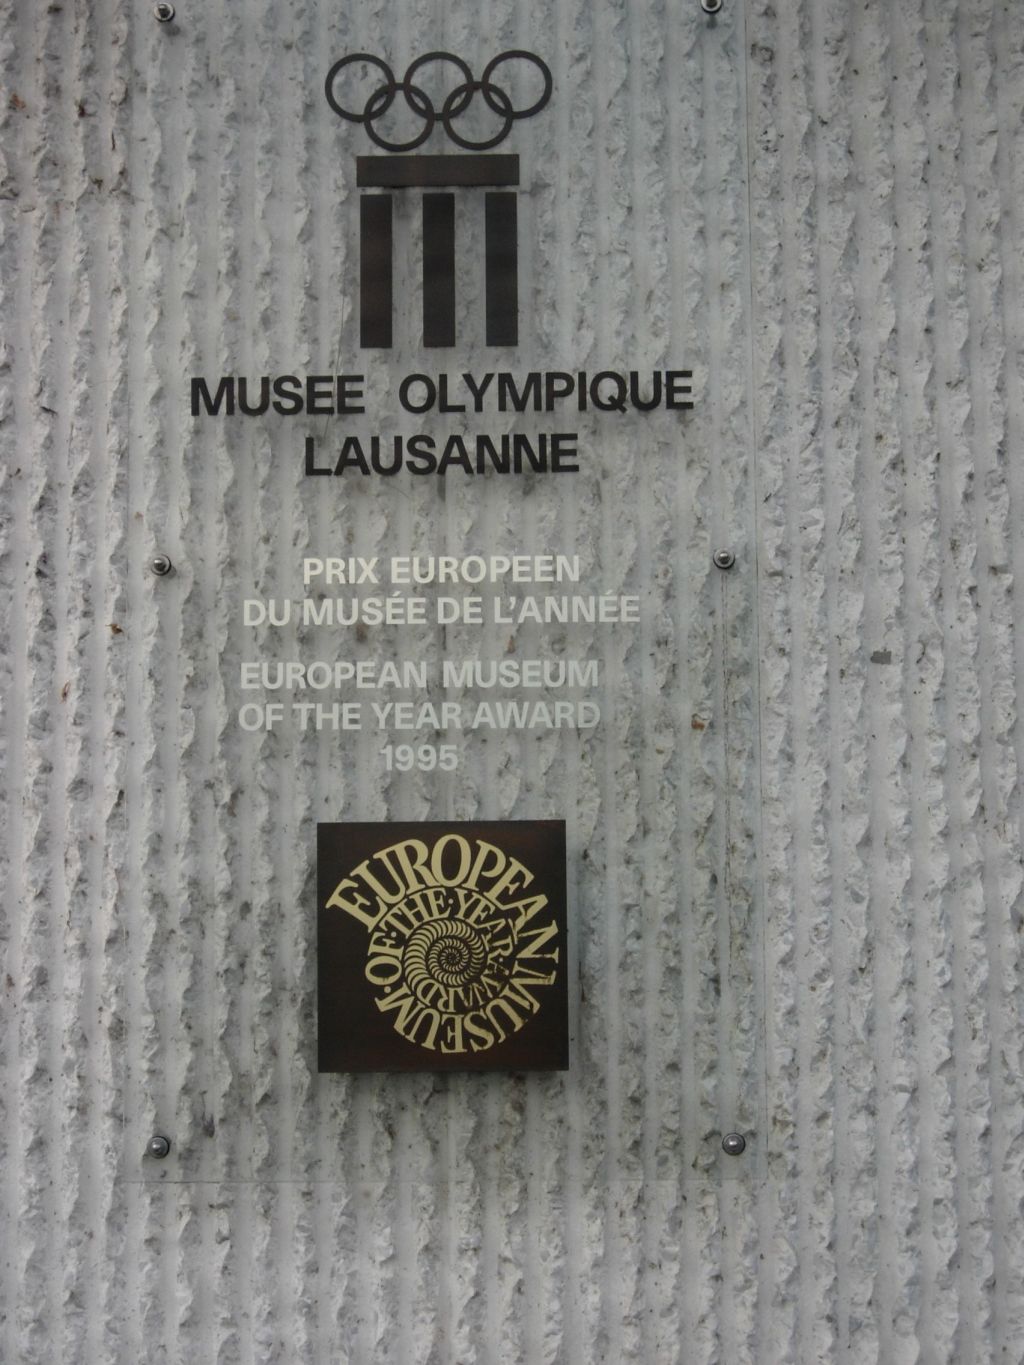 MUSEE OLYMPIQUE
LAUSANNE
PRIX EUROPEEN
DU MUSÉE DE L'ANNÉE
EUROPEAN MUSEUM
OF THE YEAR AWARD
1995
EUROPEAN MUSEUM·OF·THE·YEAR·AWARD